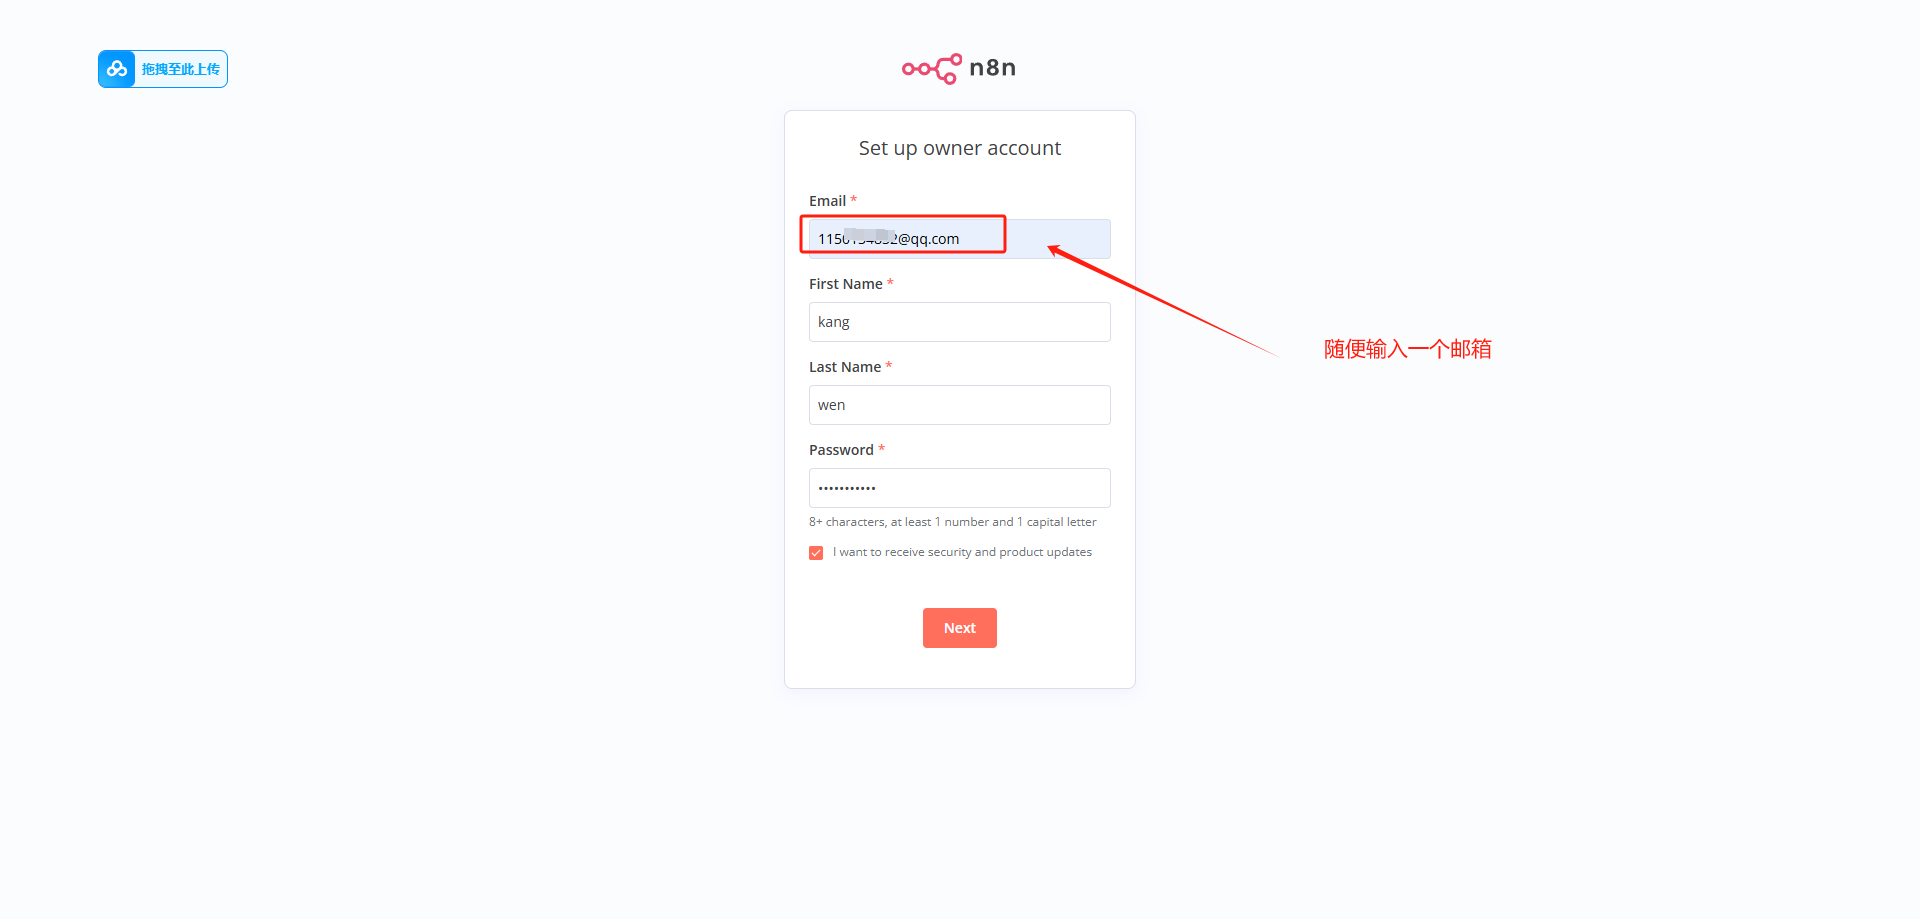 拖拽至此上传
n8n
Set up owner account
Email *
@qq.com
First Name *
kang
Last Name *
wen
随便输入一个邮箱
Password *
•••••••••••
8+ characters, at least 1 number and 1 capital letter
I want to receive security and product updates
Next